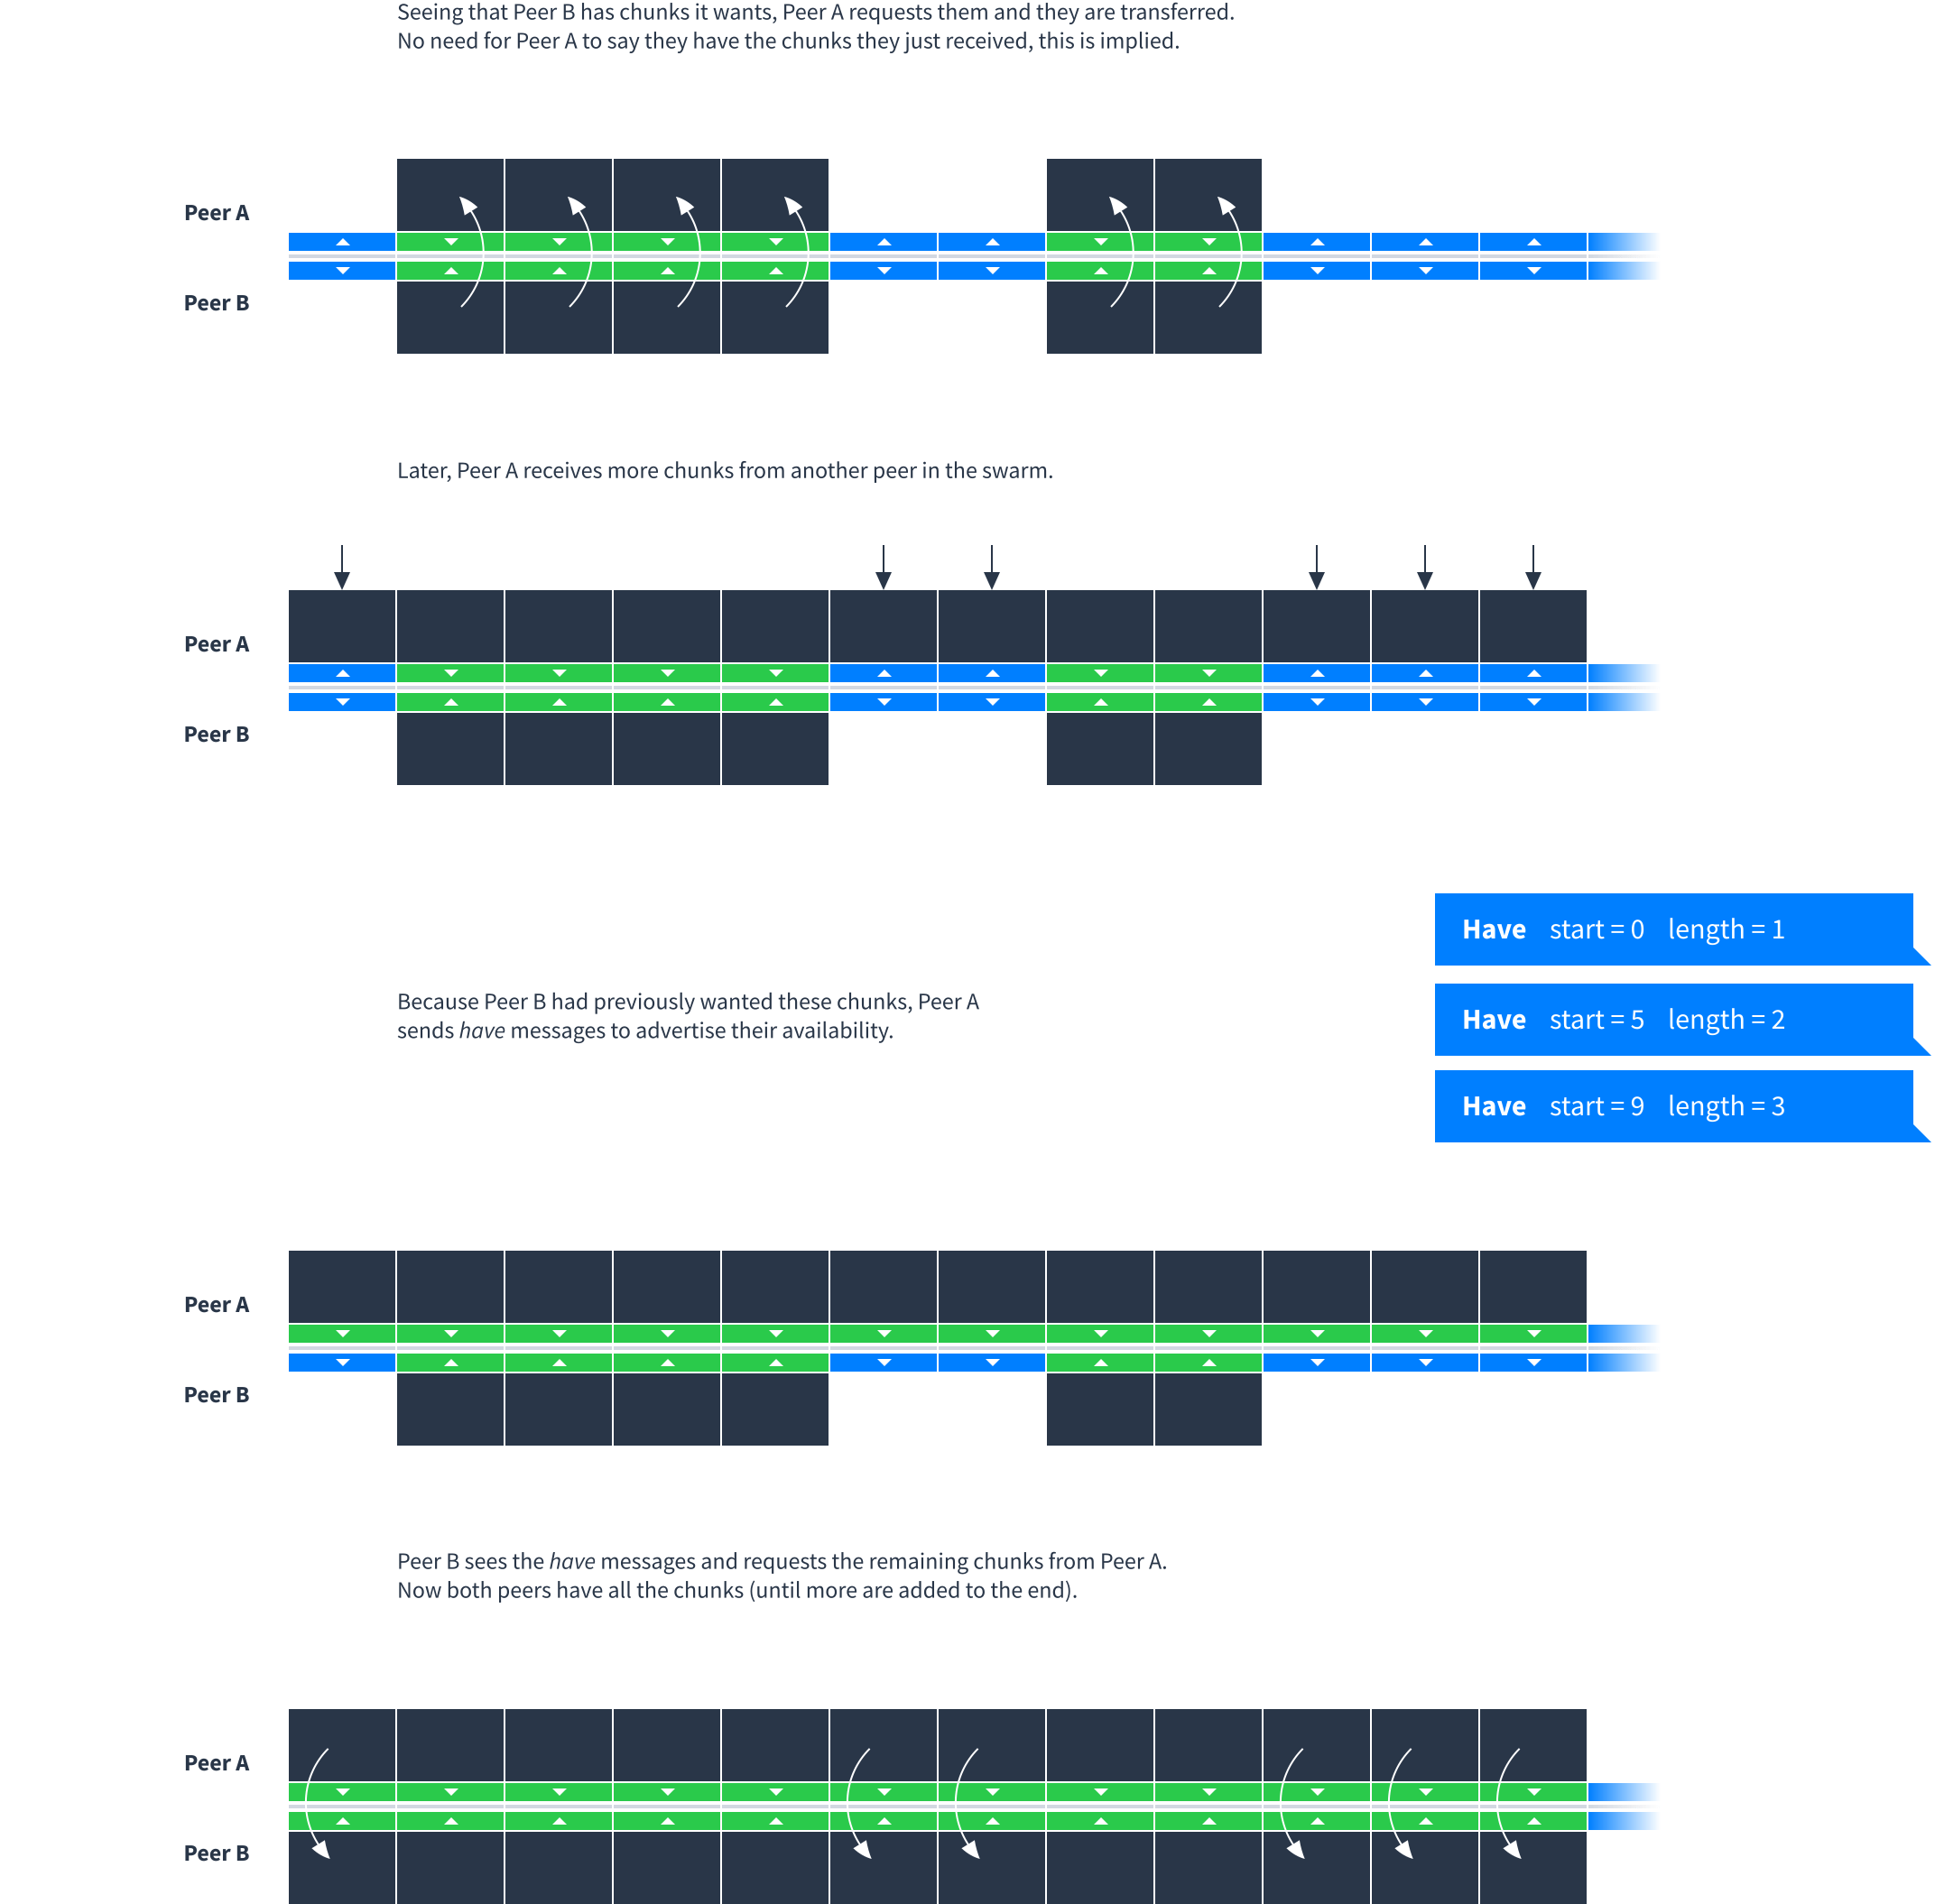 Seeing that Peer B has chunks it wants, Peer A requests them and they are transferred.
No need for Peer A to say they have the chunks they just received, this is implied.
Peer A
Peer B
Later, Peer A receives more chunks from another peer in the swarm.
Peer A
Peer B
Have start = 0 length = 1
Because Peer B had previously wanted these chunks, Peer A
sends have messages to advertise their availability.
Have start = 5 length = 2
Have start = 9 length = 3
Peer A
Peer B
Peer B sees the have messages and requests the remaining chunks from Peer A.
Now both peers have all the chunks (until more are added to the end).
Peer A
Peer B